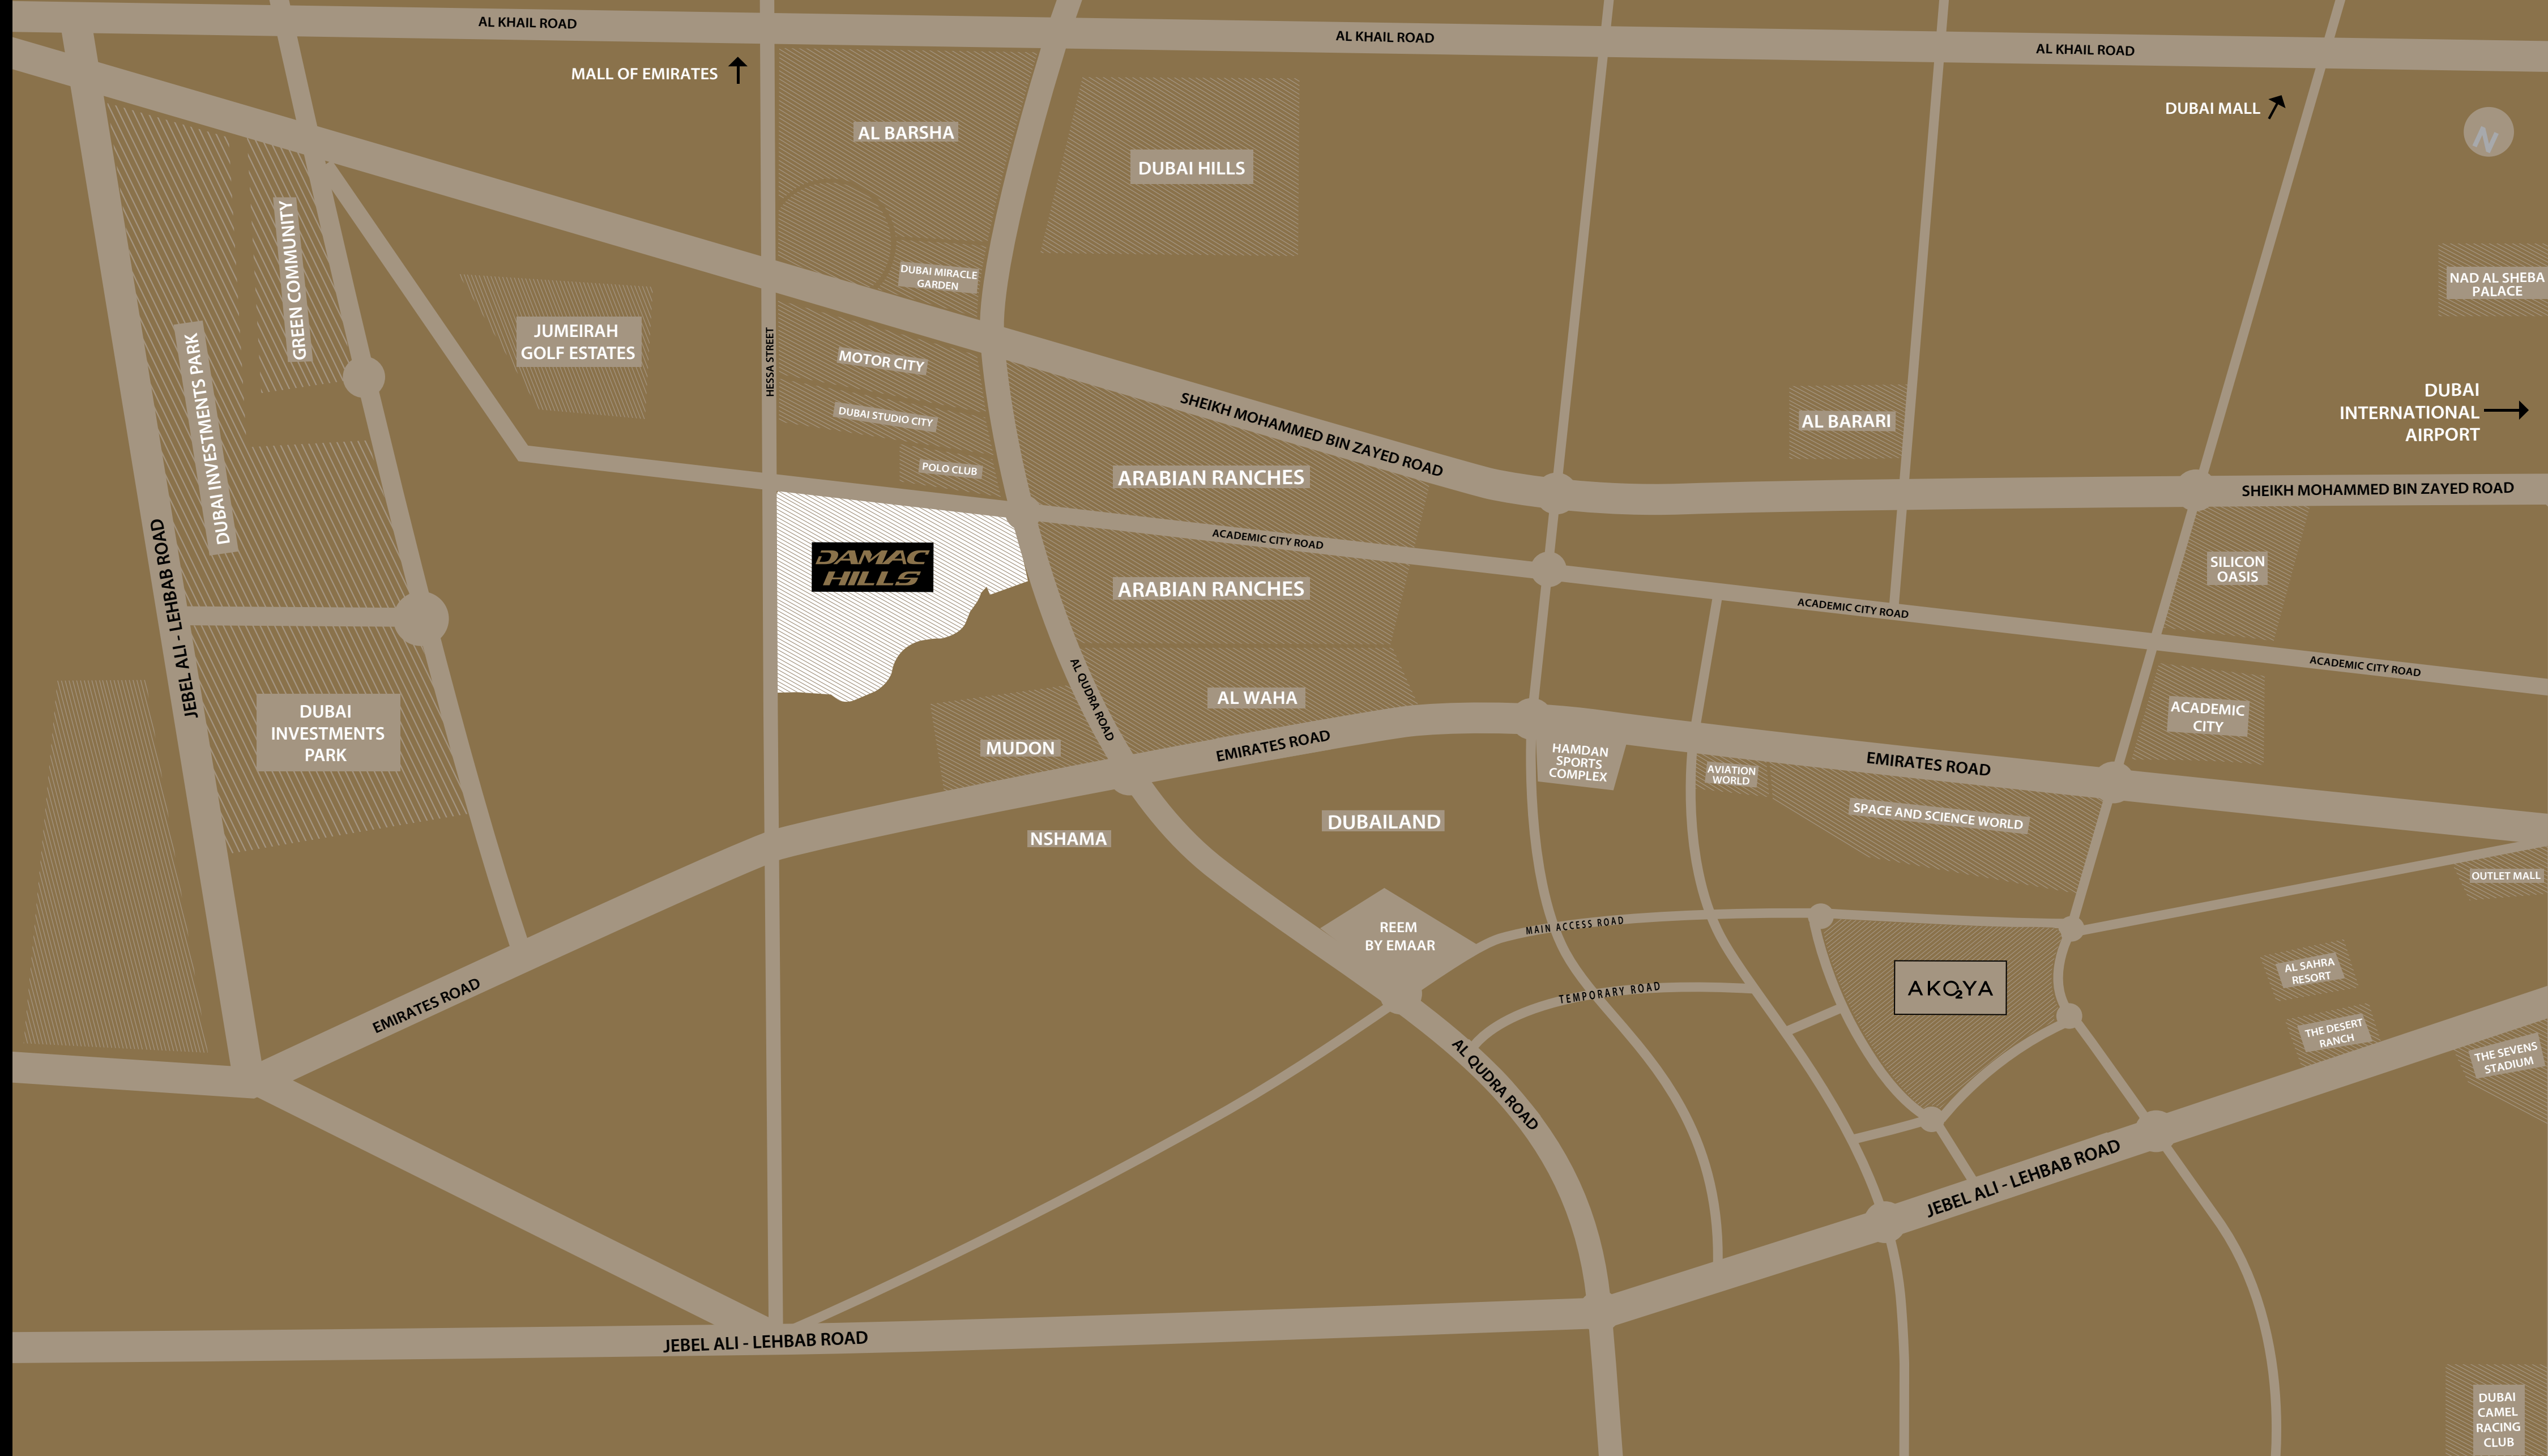 AL KHAIL ROAD
AL KHAIL ROAD
AL KHAIL ROAD
MALL OF EMIRATES
DUBAI MALL
AL BARSHA
DUBAI HILLS
N
GREEN COMMUNITY
DUBAI MIRACLE
GARDEN
NAD AL SHEBA
PALACE
JUMEIRAH
GOLF ESTATES
HESSA STREET
MOTOR CITY
DUBAI STUDIO CITY
POLO CLUB
DUBAI INVESTMENTS PARK
SHEIKH MOHAMMED BIN ZAYED ROAD
AL BARARI
DUBAI
INTERNATIONAL
AIRPORT
ARABIAN RANCHES
SHEIKH MOHAMMED BIN ZAYED ROAD
ACADEMIC CITY ROAD
DAMAC
HILLS
SILICON
OASIS
ARABIAN RANCHES
ACADEMIC CITY ROAD
JEBEL ALI - LEHBAB ROAD
ACADEMIC CITY ROAD
AL QUDRA ROAD
AL WAHA
DUBAI
INVESTMENTS
PARK
ACADEMIC
CITY
MUDON
EMIRATES ROAD
HAMDAN
SPORTS
COMPLEX
AVIATION
WORLD
EMIRATES ROAD
SPACE AND SCIENCE WORLD
NSHAMA
DUBAILAND
OUTLET MALL
REEM
BY EMAAR
MAIN ACCESS ROAD
AL SAHRA
RESORT
TEMPORARY ROAD
AKO2YA
EMIRATES ROAD
THE DESERT
RANCH
THE SEVENS
STADIUM
AL QUDRA ROAD
JEBEL ALI - LEHBAB ROAD
JEBEL ALI - LEHBAB ROAD
DUBAI
CAMEL
RACING
CLUB